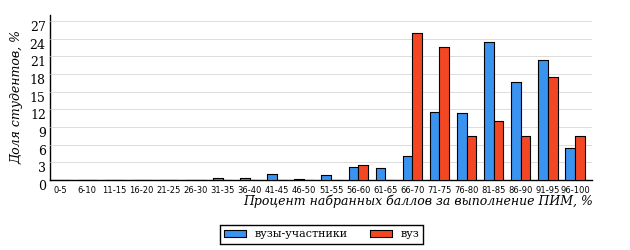 Доля студентов, %
27
24
21
18
15
12
9
6
3
0
0-5 6-10 11-15 16-20 21-25 26-30 31-35 36-40 41-45 46-50 51-55 56-60 61-65 66-70 71-75 76-80 81-85 86-90 91-95 96-100
Процент набранных баллов за выполнение ПИМ, %
вузы-участники вуз